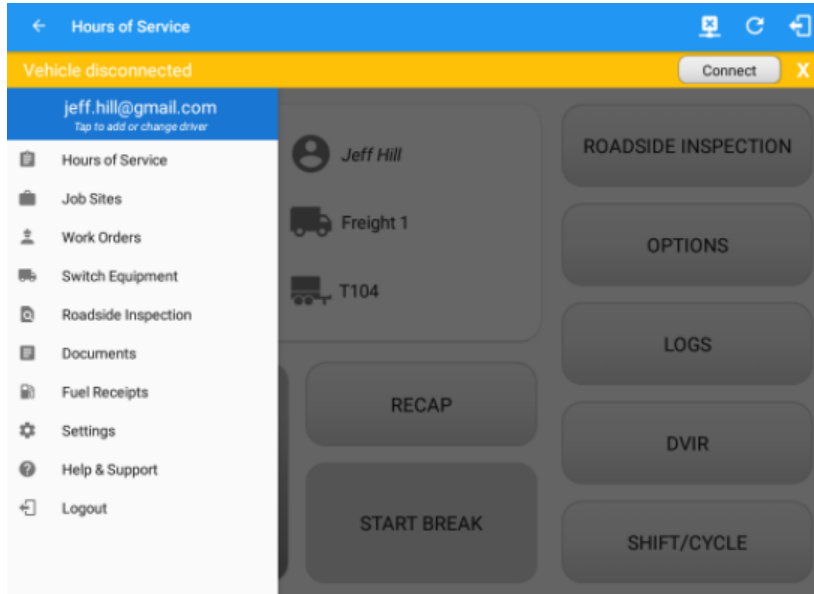 Hours of Service
Vehicle disconnected
Connect
X
jeff.hill@gmail.com
Tap to add or change driver
Hours of Service
Job Sites
Work Orders
Switch Equipment
Roadside Inspection
Documents
Fuel Receipts
Settings
Help & Support
Logout
Jeff Hill
Freight 1
T104
RECAP
START BREAK
ROADSIDE INSPECTION
OPTIONS
LOGS
DVIR
SHIFT/CYCLE